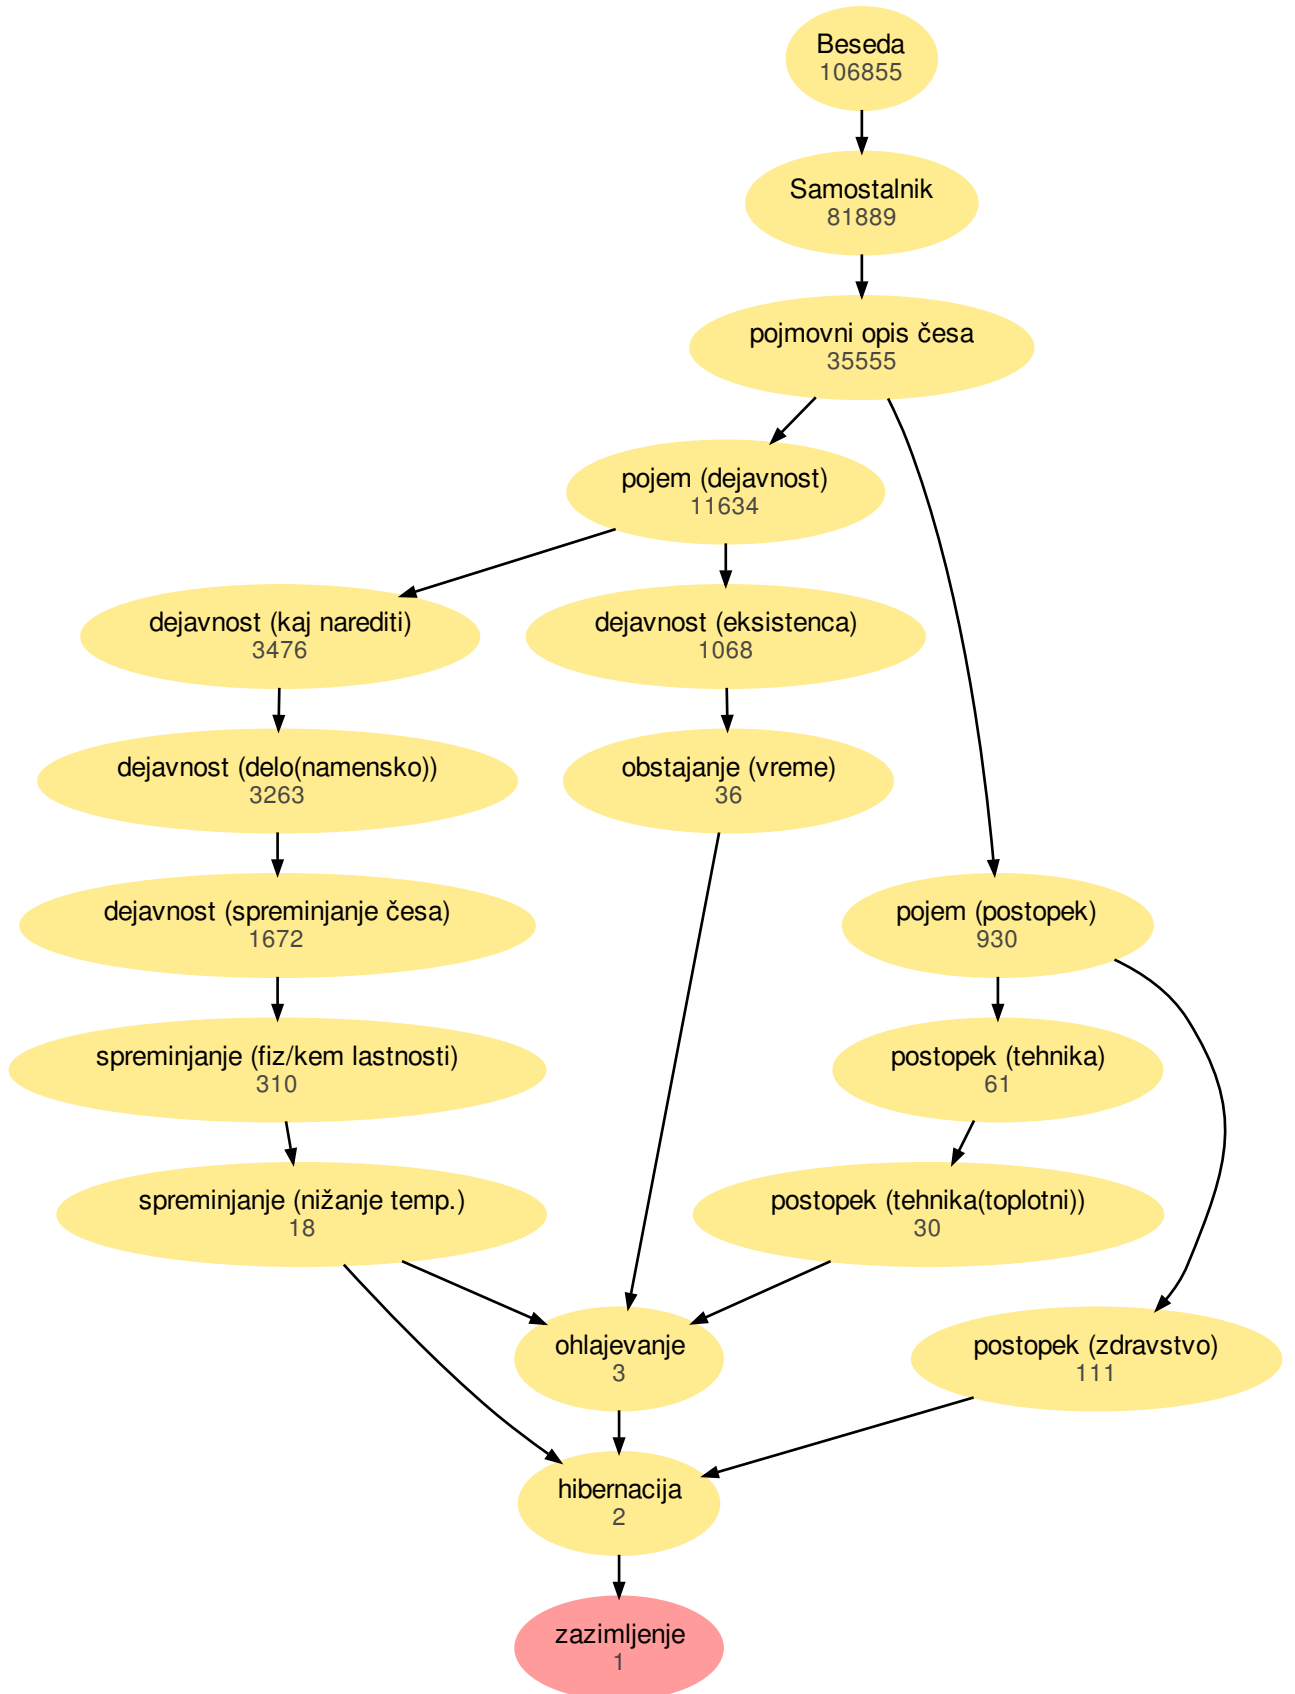 Beseda
106855
Samostalnik
81889
pojmovni opis česa
35555
pojem (dejavnost)
11634
dejavnost (kaj narediti)
3476
dejavnost (eksistenca)
1068
dejavnost (delo(namensko))
3263
obstajanje (vreme)
36
dejavnost (spreminjanje česa)
1672
pojem (postopek)
930
spreminjanje (fiz/kem lastnosti)
310
postopek (tehnika)
61
spreminjanje (nižanje temp.)
18
postopek (tehnika(toplotni))
30
ohlajevanje
3
postopek (zdravstvo)
111
hibernacija
2
zazimljenje
1